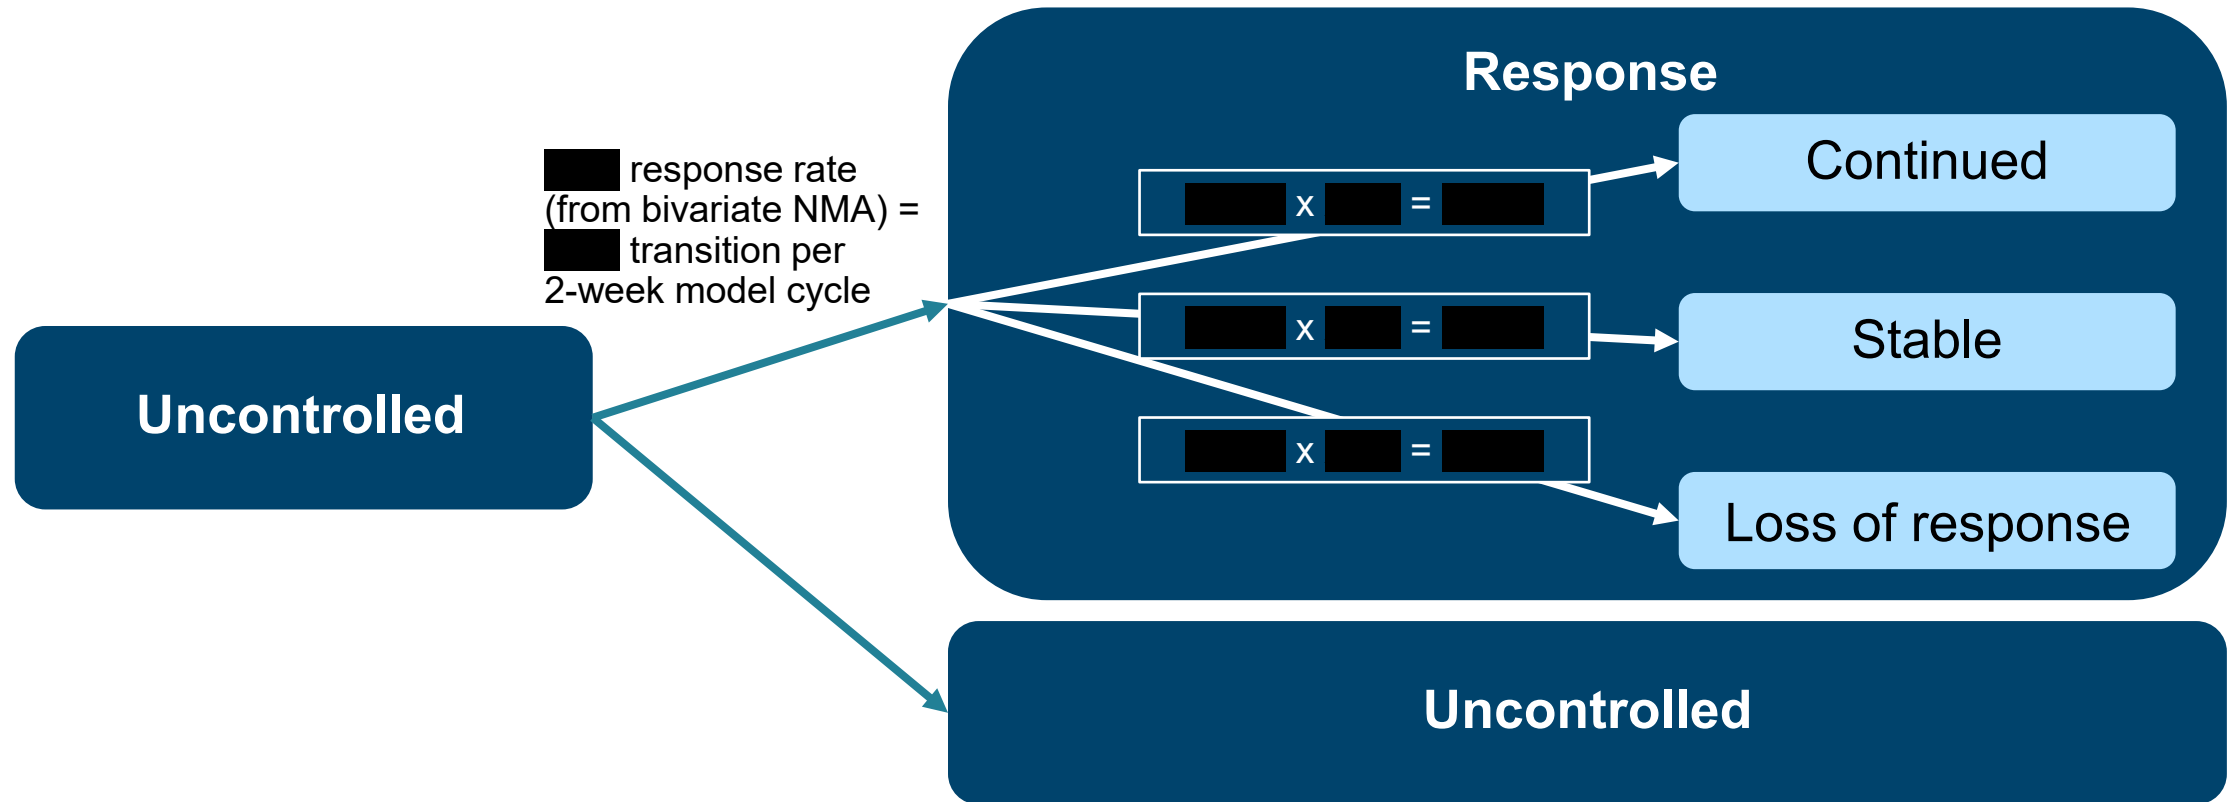 Response
response rate
(from bivariate NMA) =
transition per
2-week model cycle
Continued
x =
Uncontrolled
Stable
x =
Loss of response
x =
Uncontrolled